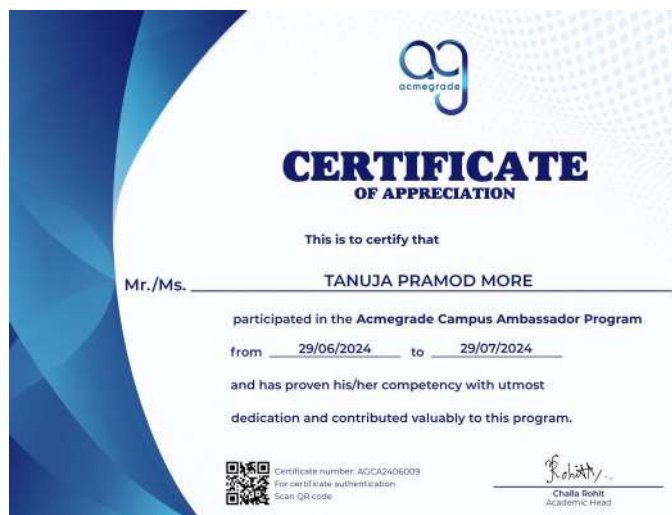 ag
acmegrade
CERTIFICATE
OF APPRECIATION
This is to certify that
Mr./Ms. TANUJA PRAMOD MORE
participated in the Acmegrade Campus Ambassador Program
from 29/06/2024 to 29/07/2024
and has proven his/her competency with utmost
dedication and contributed valuably to this program.
Certificate number: AGCA2406009
For certificate authentication
Scan QR code
Rohith
Challa Rohit
Academic Head